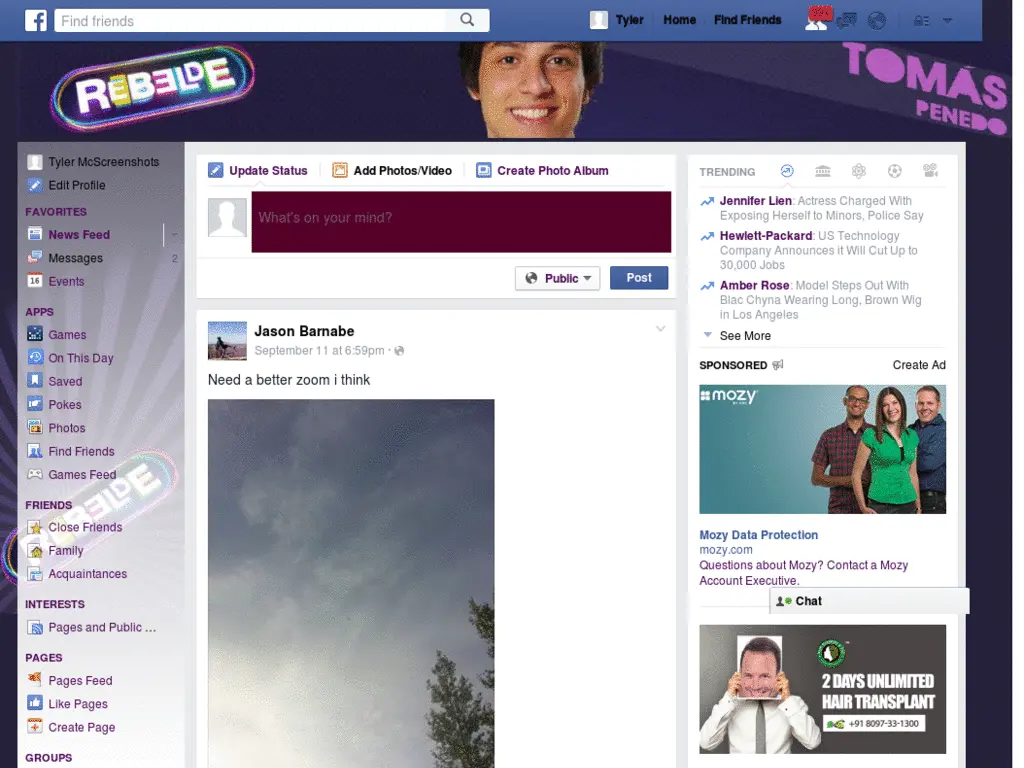 Find friends
Tyler
Home
Find Friends
REBELDE
TOMÁS
PENEDO
Tyler McScreenshots
Edit Profile
FAVORITES
News Feed
Messages 2
Events
APPS
Games
On This Day
Saved
Pokes
Photos
Find Friends
Games Feed
FRIENDS
Close Friends
Family
Acquaintances
INTERESTS
Pages and Public ...
PAGES
Pages Feed
Like Pages
Create Page
GROUPS
REBELDE
Update Status
Add Photos/Video
Create Photo Album
What's on your mind?
Public
Post
Jason Barnabe
September 11 at 6:59pm ·
Need a better zoom i think
TRENDING
Jennifer Lien: Actress Charged With
Exposing Herself to Minors, Police Say
Hewlett-Packard: US Technology
Company Announces it Will Cut Up to
30,000 Jobs
Amber Rose: Model Steps Out With
Blac Chyna Wearing Long, Brown Wig
in Los Angeles
See More
SPONSORED
Create Ad
mozy
Mozy Data Protection
mozy.com
Questions about Mozy? Contact a Mozy
Account Executive.
Chat
2 DAYS UNLIMITED
HAIR TRANSPLANT
+91 8097-33-1300